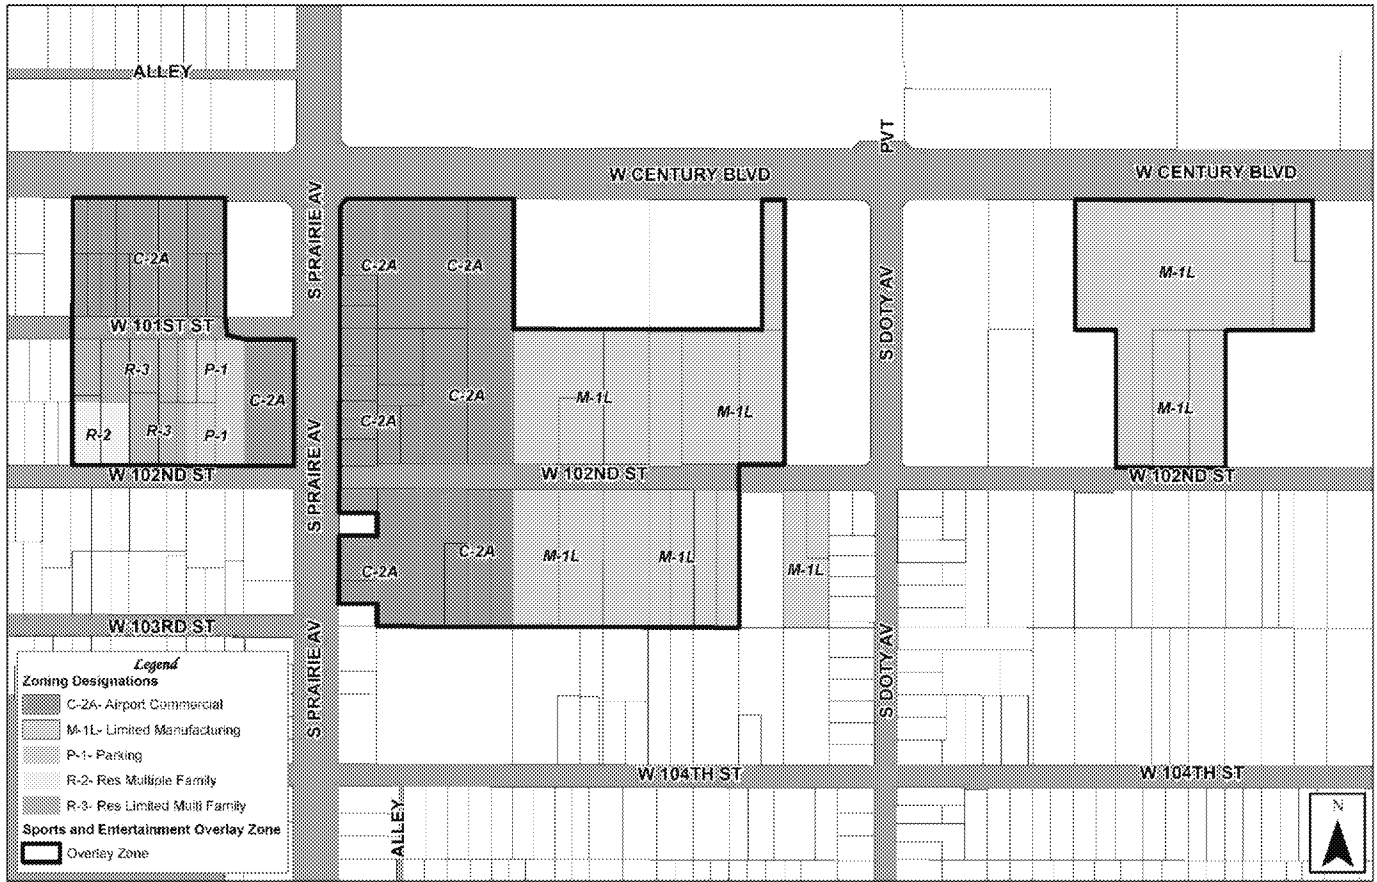 ALLEY
PVT
W CENTURY BLVD
W CENTURY BLVD
S PRAIRIE AV
C-2A
C-2A
C-2A
M-1L
S DOTY AV
W 101ST ST
R-3
P-1
C-2A
C-2A
C-2A
M-1L
M-1L
M-1L
R-2
R-3
P-1
S PRAIRE AV
W 102ND ST
W 102ND ST
W 102ND ST
C-2A
C-2A
M-1L
M-1L
M-1L
W 103RD ST
S PRAIRIE AV
S DOTY AV
Legend
Zoning Designations
C-2A- Airport Commercial
M-1L- Limited Manufacturing
P-1- Parking
R-2- Res Multiple Family
R-3- Res Limited Multi Family
Sports and Entertainment Overlay Zone
Overlay Zone
W 104TH ST
W 104TH ST
ALLEY
N